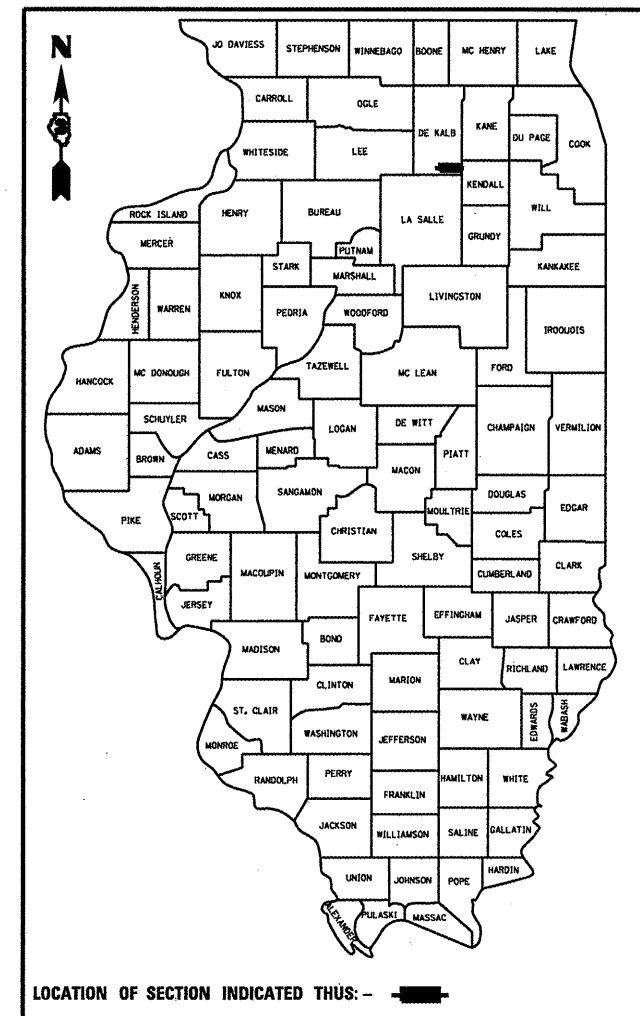 JO DAVIESS STEPHENSON WINNEBAGO BOONE MC HENRY LAKE
N
CARROLL OGLE DE KALB KANE DU PAGE COOK
WHITESIDE LEE
KENDALL
ROCK ISLAND HENRY BUREAU LA SALLE WILL
MERCER PUTNAM GRUNDY
STARK MARSHALL KANKAKEE
HENDERSON WARREN KNOX PEORIA WOODFORD LIVINGSTON IROQUOIS
HANCOCK MC DONOUGH FULTON TAZEWELL MC LEAN FORD
SCHUYLER MASON LOGAN DE WITT CHAMPAIGN VERMILION
ADAMS BROWN CASS MENARD MACON PIATT
MORGAN SANGAMON DOUGLAS EDGAR
PIKE SCOTT CHRISTIAN MOULTRIE COLES
GREENE SHELBY CLARK
CALHOUN MACOUPIN MONTGOMERY CUMBERLAND
JERSEY FAYETTE EFFINGHAM JASPER CRAWFORD
MADISON BOND CLAY RICHLAND LAWRENCE
CLINTON MARION
ST. CLAIR WAYNE EDWARDS WABASH
MONROE WASHINGTON JEFFERSON
RANDOLPH PERRY HAMILTON WHITE
FRANKLIN
JACKSON WILLIAMSON SALINE GALLATIN
UNION JOHNSON POPE HARDIN
ALEXANDER PULASKI MASSAC
LOCATION OF SECTION INDICATED THUS: –